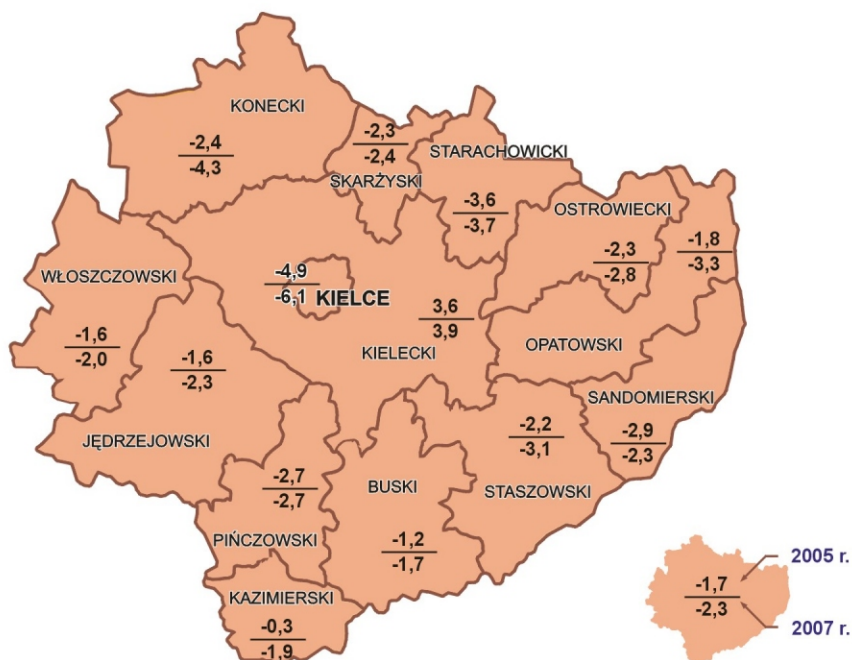 KONECKI
-2,4
-4,3
-2,3
-2,4
SKARŻYSKI
STARACHOWICKI
-3,6
-3,7
OSTROWIECKI
-2,3
-2,8
-1,8
-3,3
OPATOWSKI
WŁOSZCZOWSKI
-1,6
-2,0
-4,9
-6,1
KIELCE
3,6
3,9
KIELECKI
-1,6
-2,3
JĘDRZEJOWSKI
SANDOMIERSKI
-2,9
-2,3
-2,2
-3,1
STASZOWSKI
-2,7
-2,7
PIŃCZOWSKI
BUSKI
-1,2
-1,7
KAZIMIERSKI
-0,3
-1,9
-1,7
-2,3
2005 r.
2007 r.